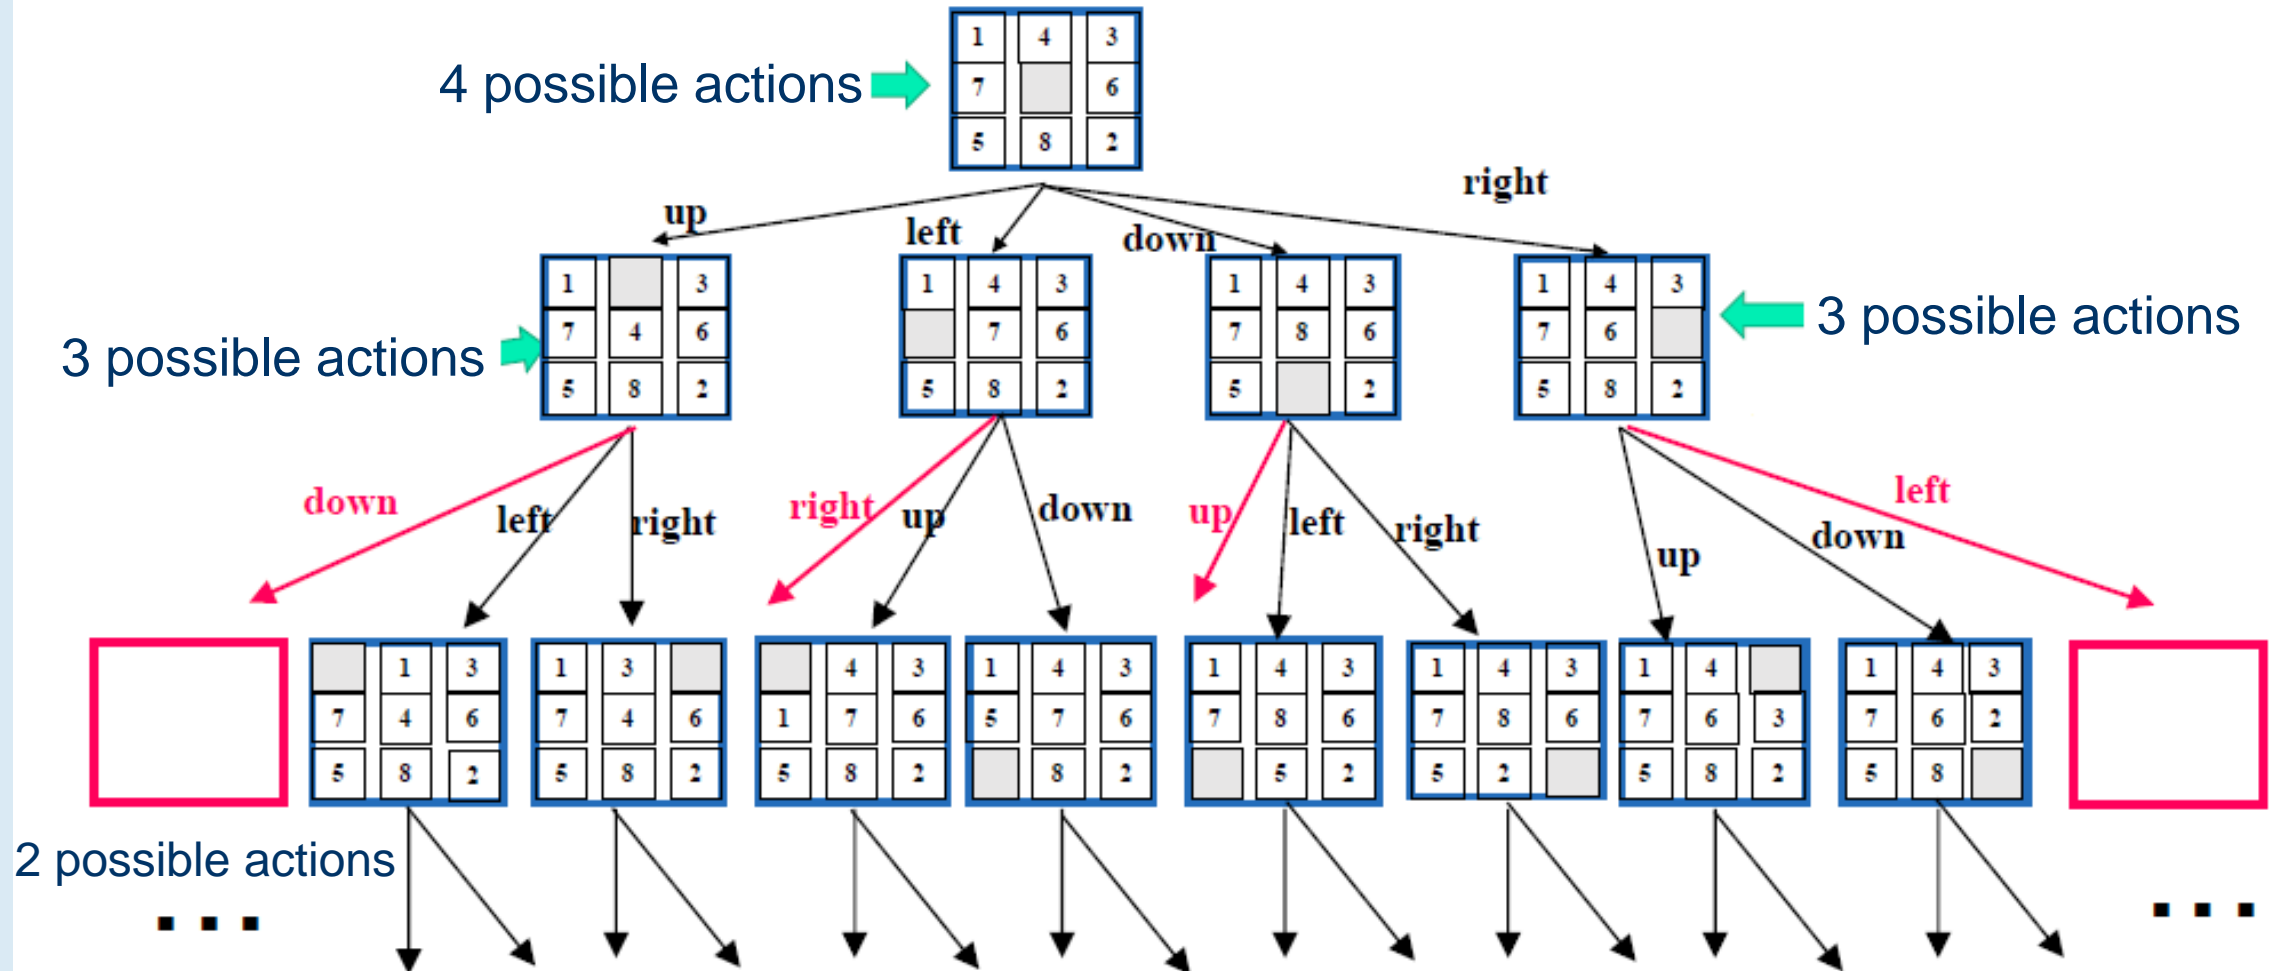 1 4 3
4 possible actions
7 6
5 8 2
right
up
left
down
1 3
1 4 3
1 4 3
1 4 3
3 possible actions
7 4 6
7 6
7 8 6
7 6
3 possible actions
5 8 2
5 8 2
5 2
5 8 2
down
left
right
right
up
down
up
left
right
up
down
left
1 3
1 3
4 3
1 4 3
1 4 3
1 4 3
1 4
1 4 3
7 4 6
7 4 6
1 7 6
5 7 6
7 8 6
7 8 6
7 6 3
7 6 2
5 8 2
5 8 2
5 8 2
8 2
5 2
5 2
5 8 2
5 8
2 possible actions
...
...